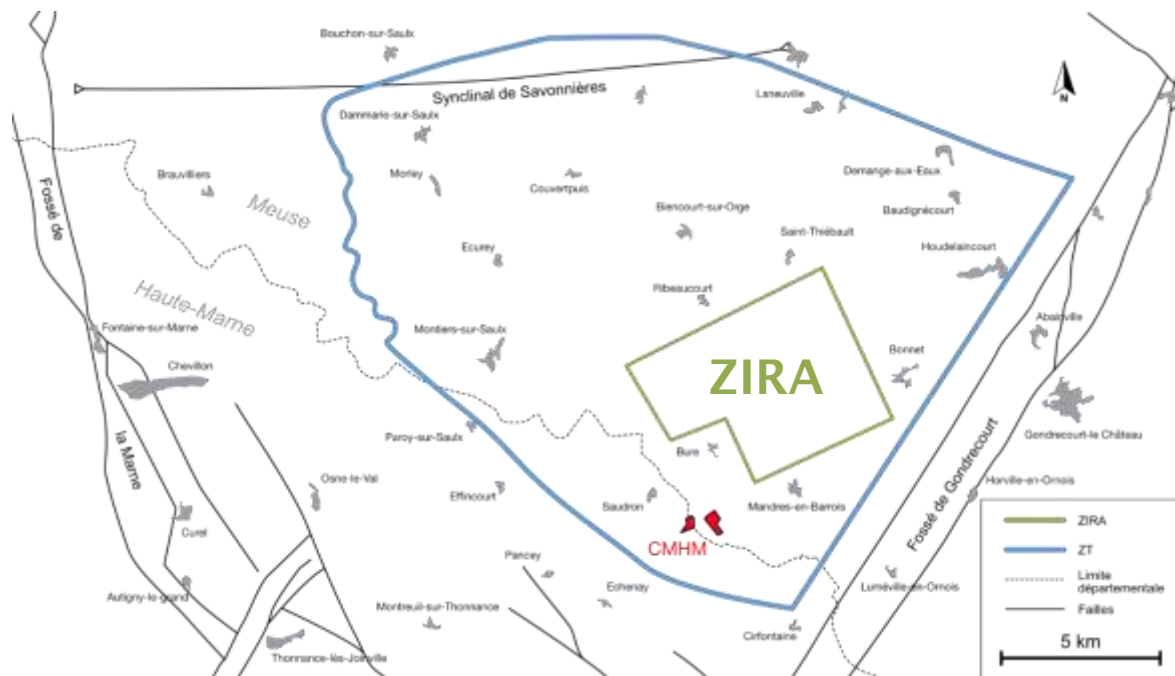 Bouchon-sur-Saulx
Synclinal de Savonnières
Laneuville
N
Dammarie-sur-Saulx
Demange-aux-Eaux
Brauvilliers
Morley
Couvertpuis
Fossé de
Meuse
Biencourt-sur-Orge
Baudignécourt
Saint-Thiébault
Ecurey
Houdelaincourt
Haute-Marne
Ribeaucourt
Fontaine-sur-Marne
Montiers-sur-Saulx
Abainville
Chevillon
ZIRA
Bonnet
la Marne
Paroy-sur-Saulx
Gondrecourt-le Château
Bure
Fossé de Gondrecourt
Osne-le-Val
Effincourt
Horville-en-Ornois
Saudron
Mandres-en-Barrois
Curel
CMHM
Pancey
Echenay
Luméville-en-Ornois
Autigny-le-grand
Montreuil-sur-Thonnance
Cirfontaine
Thonnance-lès-Joinville
ZIRA
ZT
Limite
départementale
Failles
5 km